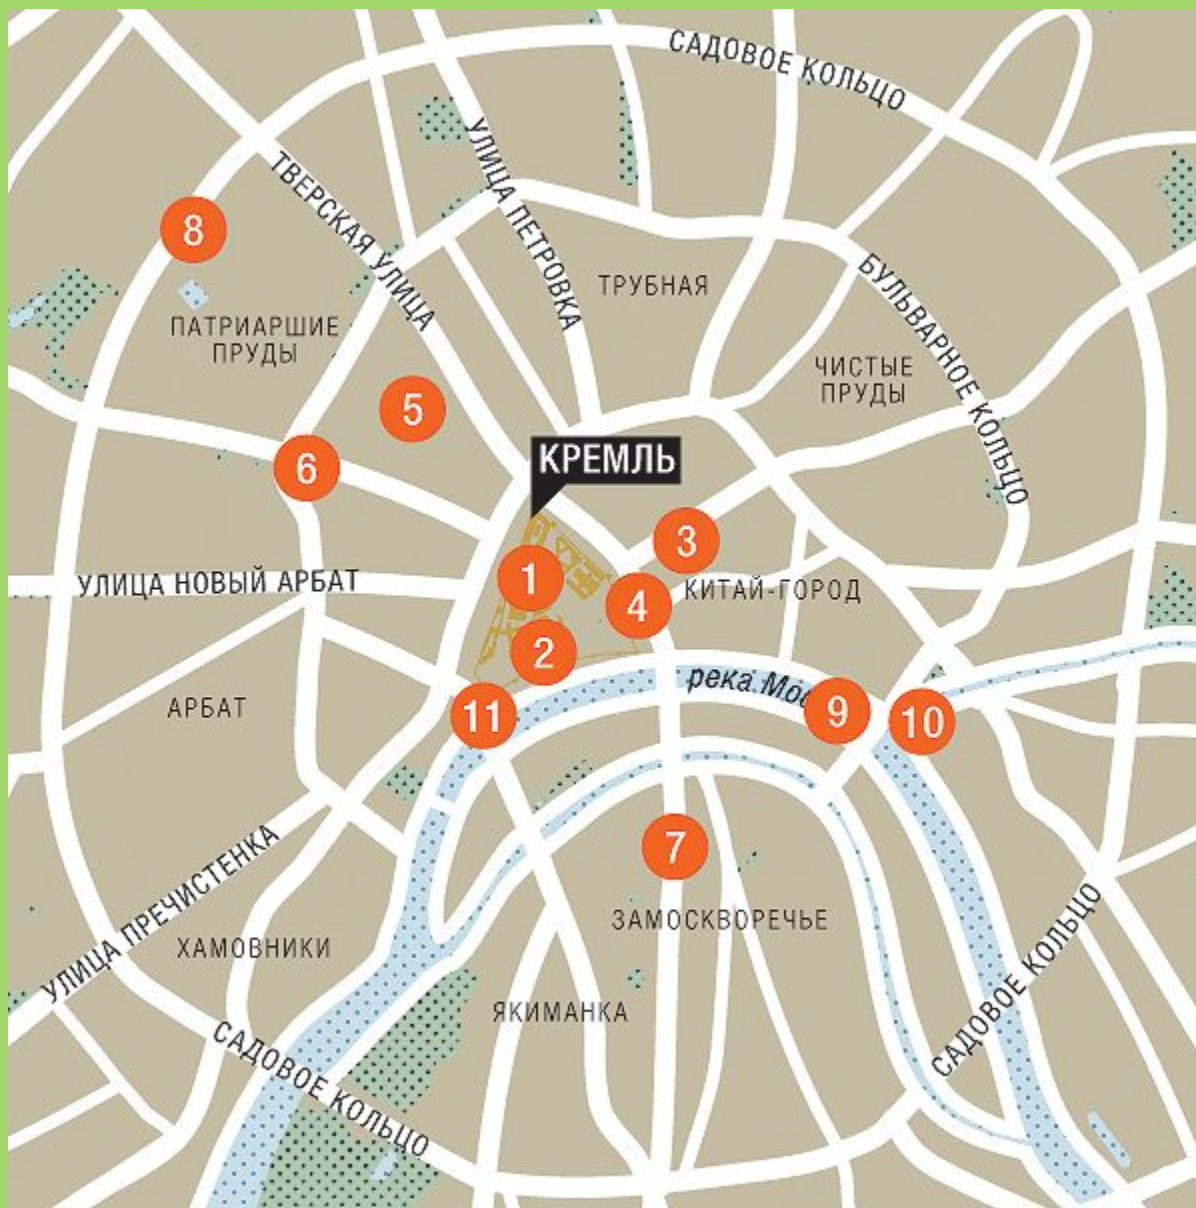 САДОВОЕ КОЛЬЦО
УЛИЦА ПЕТРОВКА
ТВЕРСКАЯ УЛИЦА
8
ТРУБНАЯ
БУЛЬВАРНОЕ КОЛЬЦО
ПАТРИАРШИЕ
ПРУДЫ
ЧИСТЫЕ
ПРУДЫ
5
6
КРЕМЛЬ
3
1
УЛИЦА НОВЫЙ АРБАТ
4
КИТАЙ-ГОРОД
2
река Мос
АРБАТ
11
9
10
7
УЛИЦА ПРЕЧИСТЕНКА
ЗАМОСКВОРЕЧЬЕ
ХАМОВНИКИ
САДОВОЕ КОЛЬЦО
ЯКИМАНКА
САДОВОЕ КОЛЬЦО